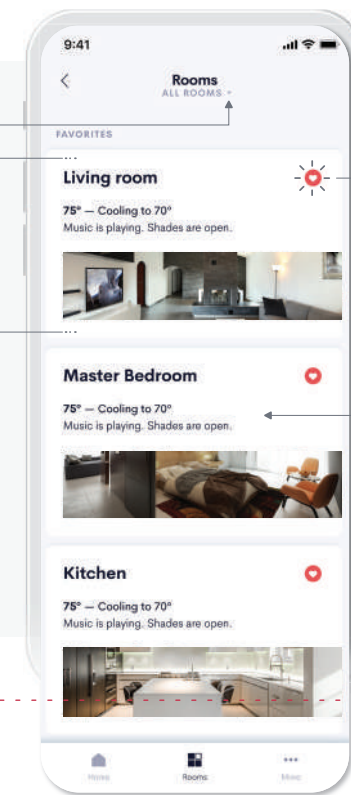 9:41
Rooms
ALL ROOMS
FAVORITES
Living room
75° — Cooling to 70°
Music is playing. Shades are open.
Master Bedroom
75° — Cooling to 70°
Music is playing. Shades are open.
Kitchen
75° — Cooling to 70°
Music is playing. Shades are open.
Home Rooms More